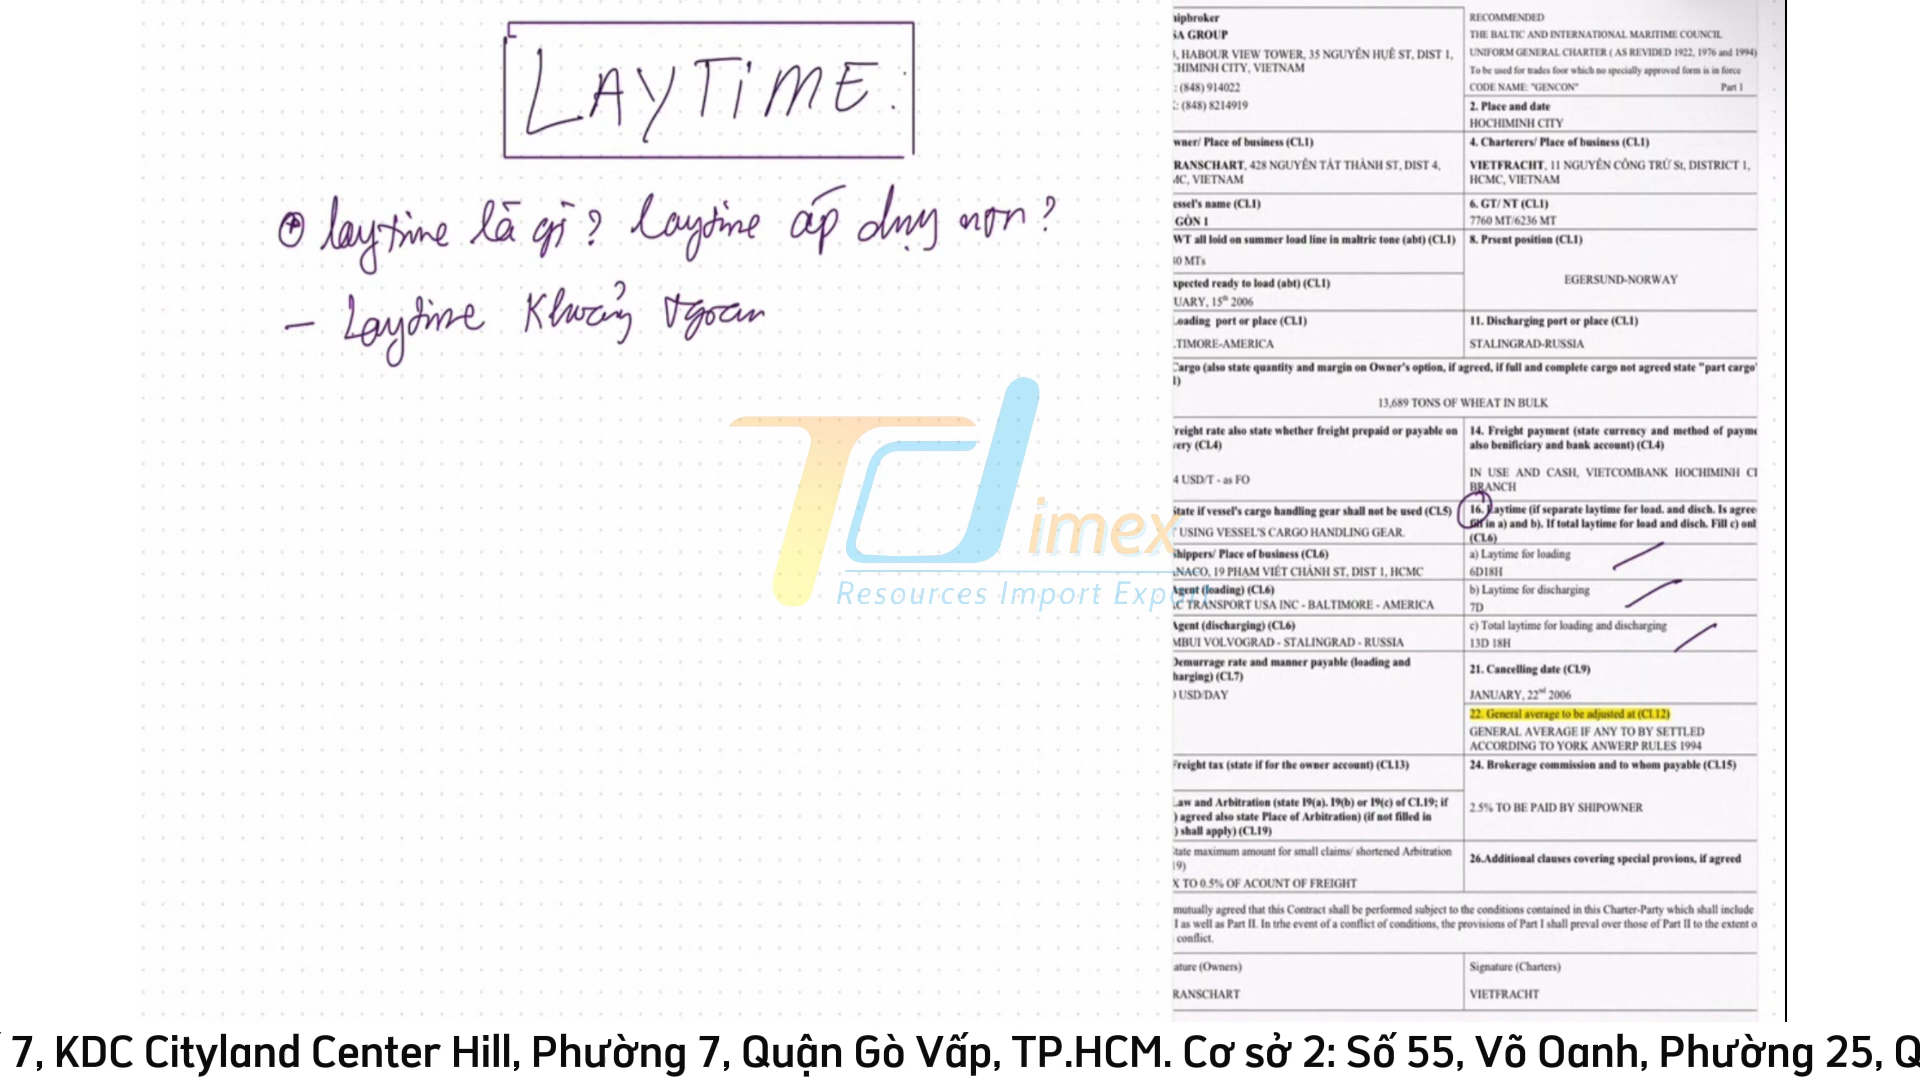 LAYTIME:
⊕ laytime là gì? laytime áp dụng
- Laytime Khoảng
TD imex
Resources Import Export
hipbroker
SA GROUP
, HABOUR VIEW TOWER, 35 NGUYỄN HUỆ ST, DIST 1,
CHIMINH CITY, VIETNAM
: (848) 914022
: (848) 8214919
RECOMMENDED
THE BALTIC AND INTERNATIONAL MARITIME COUNCIL
UNIFORM GENERAL CHARTER ( AS REVIDED 1922, 1976 and 1994)
To be used for trades foor which no specially approved form is in force
CODE NAME: "GENCON" Part 1
2. Place and date
HOCHIMINH CITY
wner/ Place of business (Cl.1)
RANSCHART, 428 NGUYỄN TẤT THÀNH ST, DIST 4,
MC, VIETNAM
4. Charterers/ Place of business (Cl.1)
VIETFRACHT, 11 NGUYỄN CÔNG TRỨ St, DISTRICT 1,
HCMC, VIETNAM
essel's name (Cl.1)
GÒN 1
6. GT/ NT (Cl.1)
7760 MT/6236 MT
WT all loid on summer load line in maltric tone (abt) (Cl.1)
0 MTs
8. Prsent position (Cl.1)
EGERSUND-NORWAY
xpected ready to load (abt) (Cl.1)
UARY, 15th 2006
Loading port or place (Cl.1)
TIMORE-AMERICA
11. Discharging port or place (Cl.1)
STALINGRAD-RUSSIA
Cargo (also state quantity and margin on Owner's option, if agreed, if full and complete cargo not agreed state "part cargo"
1)
13,689 TONS OF WHEAT IN BULK
reight rate also state whether freight prepaid or payable on
very (Cl.4)
4 USD/T - as FO
14. Freight payment (state currency and method of payme
also benificiary and bank account) (Cl.4)
IN USE AND CASH, VIETCOMBANK HOCHIMINH CI
BRANCH
State if vessel's cargo handling gear shall not be used (Cl.5)
USING VESSEL'S CARGO HANDLING GEAR.
16. Laytime (if separate laytime for load. and disch. Is agree
fill in a) and b). If total laytime for load and disch. Fill c) onl
(Cl.6)
Shippers/ Place of business (Cl.6)
NACO, 19 PHẠM VIẾT CHÁNH ST, DIST 1, HCMC
a) Laytime for loading
6D18H
Agent (loading) (Cl.6)
C TRANSPORT USA INC - BALTIMORE - AMERICA
b) Laytime for discharging
7D
Agent (discharging) (Cl.6)
MBUI VOLVOGRAD - STALINGRAD - RUSSIA
c) Total laytime for loading and discharging
13D 18H
Demurrage rate and manner payable (loading and
harging) (Cl.7)
USD/DAY
21. Cancelling date (Cl.9)
JANUARY, 22nd 2006
22. General average to be adjusted at (Cl.12)
GENERAL AVERAGE IF ANY TO BY SETTLED
ACCORDING TO YORK ANWERP RULES 1994
Freight tax (state if for the owner account) (Cl.13)
24. Brokerage commission and to whom payable (Cl.15)
2.5% TO BE PAID BY SHIPOWNER
Law and Arbitration (state 19(a). 19(b) or 19(c) of Cl.19; if
) agreed also state Place of Arbitration) (if not filled in
) shall apply) (Cl.19)
State maximum amount for small claims/ shortened Arbitration
19)
X TO 0.5% OF ACOUNT OF FREIGHT
26.Additional clauses covering special provions, if agreed
mutually agreed that this Contract shall be performed subject to the conditions contained in this Charter-Party which shall include
I as well as Part II. In trhe event of a conflict of conditions, the provisions of Part I shall preval over those of Part II to the extent o
conflict.
ature (Owners)
RANSCHART
Signature (Charters)
VIETFRACHT
7, KDC Cityland Center Hill, Phường 7, Quận Gò Vấp, TP.HCM. Cơ sở 2: Số 55, Võ Oanh, Phường 25, Q